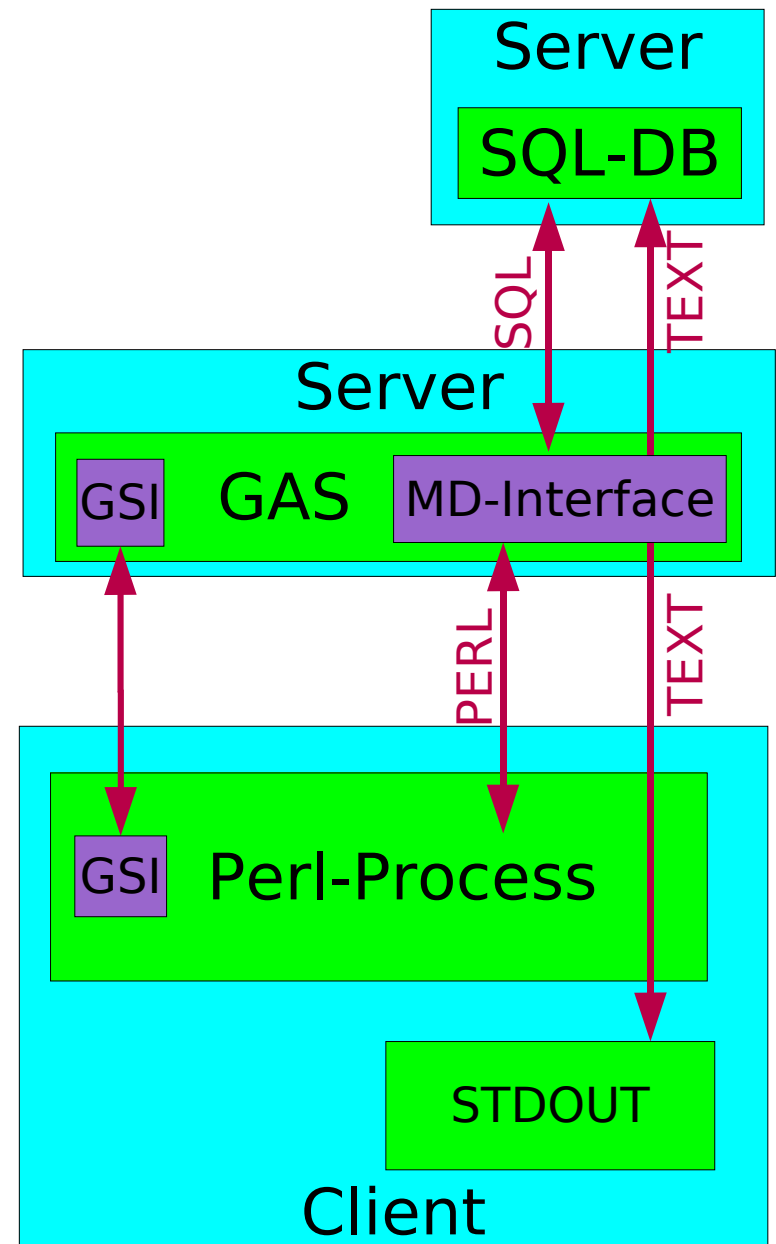 Server
SQL-DB
SQL
TEXT
Server
GSI
GAS
MD-Interface
PERL
TEXT
GSI
Perl-Process
STDOUT
Client